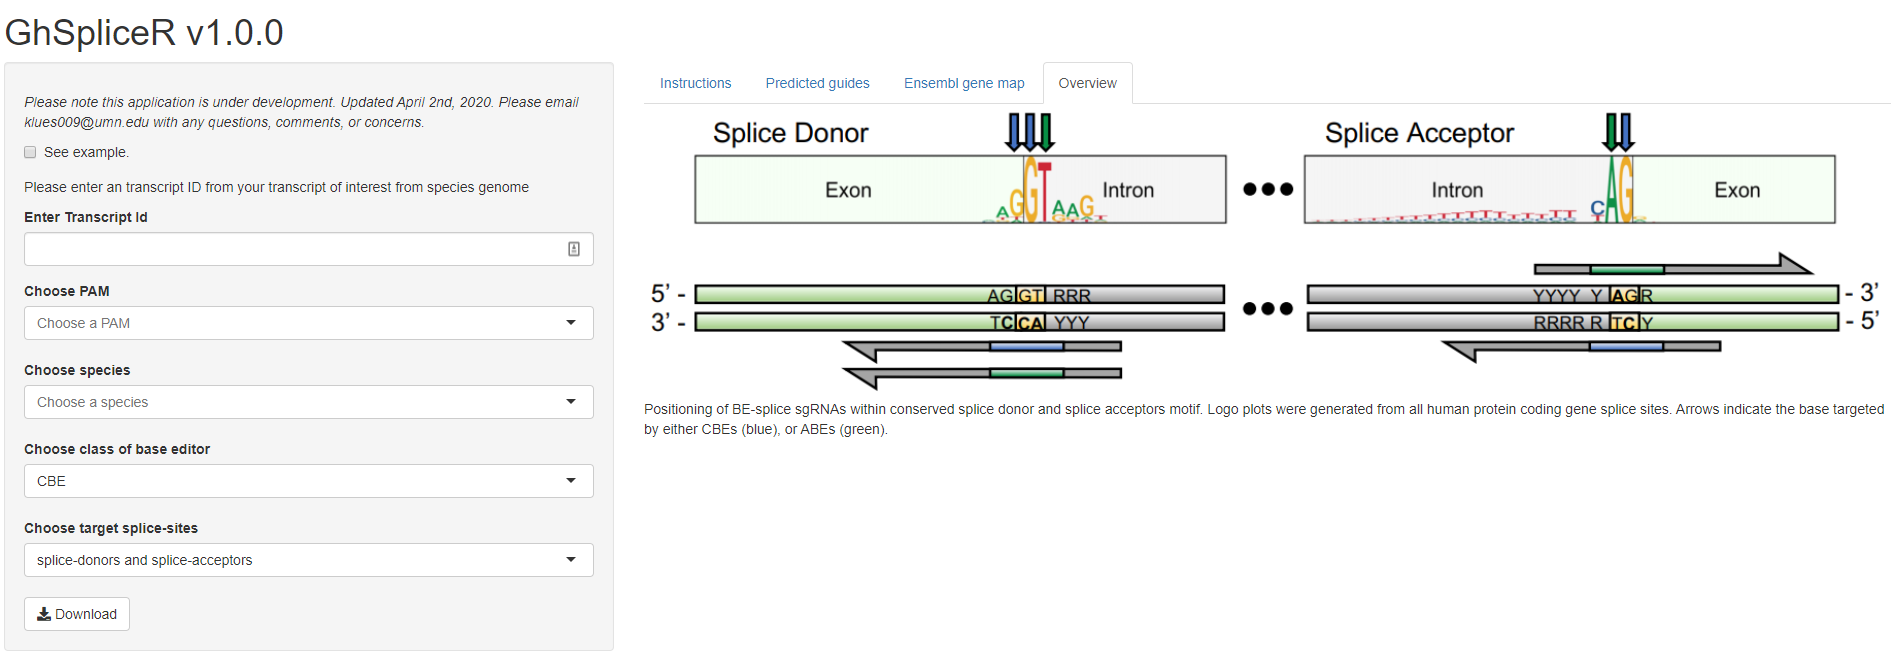 GhSpliceR v1.0.0
Please note this application is under development. Updated April 2nd, 2020. Please email
klues009@umn.edu with any questions, comments, or concerns.
See example.
Please enter an transcript ID from your transcript of interest from species genome
Enter Transcript Id
Choose PAM
Choose a PAM
Choose species
Choose a species
Choose class of base editor
CBE
Choose target splice-sites
splice-donors and splice-acceptors
Download
Instructions Predicted guides Ensembl gene map Overview
Splice Donor Splice Acceptor
Exon AGGTAAG Intron ••• Intron CAG Exon
5' - AGGT RRR YYYY Y AGR - 3'
3' - TCCA YYY ••• RRRR R TCY - 5'
Positioning of BE-splice sgRNAs within conserved splice donor and splice acceptors motif. Logo plots were generated from all human protein coding gene splice sites. Arrows indicate the base targeted
by either CBEs (blue), or ABEs (green).